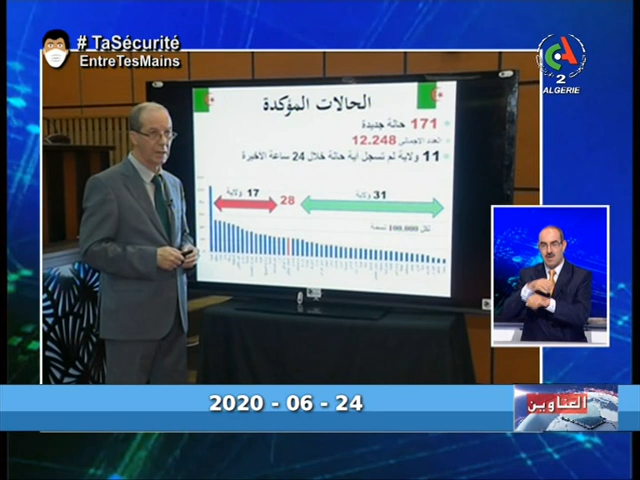 # TaSécurité
EntreTesMains
2
ALGERIE
الحالات المؤكدة
171 حالة جديدة
العدد الاجمالي 12.248
11 ولاية لم تسجل أية حالة خلال 24 ساعة الأخيرة
17 ولاية
28
31 ولاية
لكل 100,000 نسمة
2020 - 06 - 24
العناوين